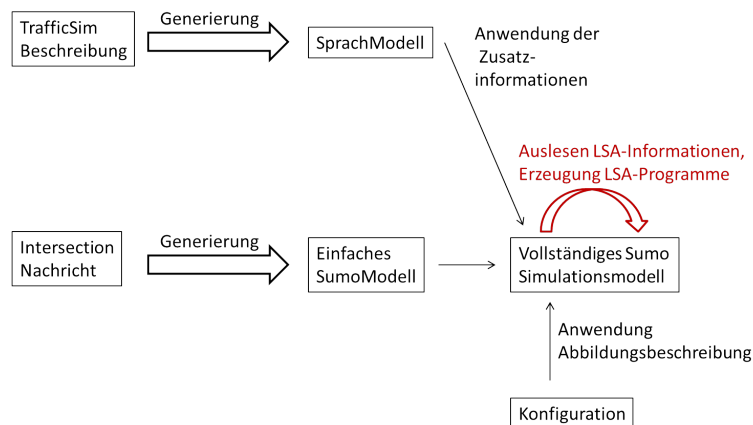 TrafficSim
Beschreibung
Generierung
SprachModell
Anwendung der
Zusatz-
informationen
Auslesen LSA-Informationen,
Erzeugung LSA-Programme
Intersection
Nachricht
Generierung
Einfaches
SumoModell
Vollständiges Sumo
Simulationsmodell
Anwendung
Abbildungsbeschreibung
Konfiguration